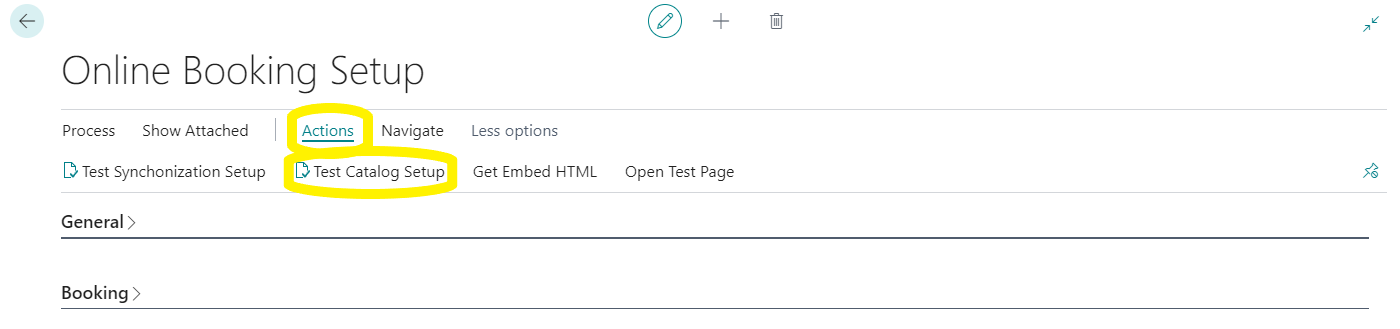 Online Booking Setup
Process Show Attached Actions Navigate Less options
Test Synchonization Setup Test Catalog Setup Get Embed HTML Open Test Page
General
Booking